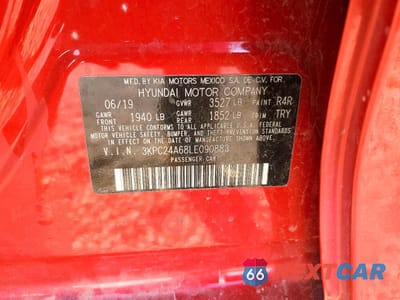 MFD.BY KIA MOTORS MEXICO S.A. DE C.V. FOR
HYUNDAI MOTOR COMPANY
06/19 GVWR 3527 LB PAINT R4R
GAWR FRONT 1940 LB GAWR REAR 1852 LB TRIM TRY
THIS VEHICLE CONFORMS TO ALL APPLICABLE FEDERAL
MOTOR VEHICLE SAFETY, BUMPER, AND THEFT PREVENTION STANDARDS
IN EFFECT ON THE DATE OF MANUFACTURE SHOWN ABOVE.
V.I.N. 3KPC24A68LE090883
PASSENGER CAR
66 NEXTCAR